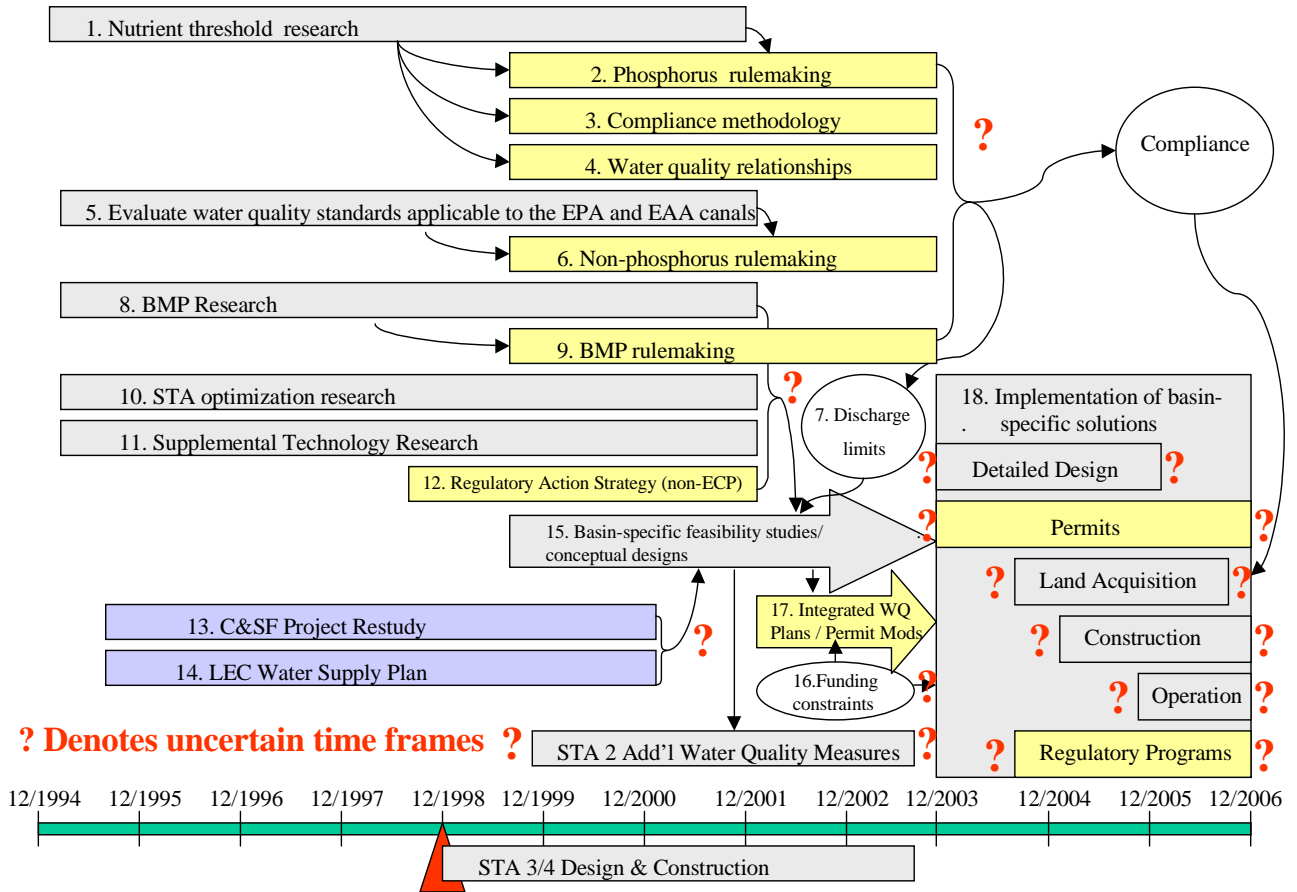 1. Nutrient threshold research
2. Phosphorus rulemaking
3. Compliance methodology
?
Compliance
4. Water quality relationships
5. Evaluate water quality standards applicable to the EPA and EAA canals
6. Non-phosphorus rulemaking
8. BMP Research
9. BMP rulemaking
10. STA optimization research
?
7. Discharge
limits
18. Implementation of basin-
. specific solutions
11. Supplemental Technology Research
? Detailed Design ?
12. Regulatory Action Strategy (non-ECP)
15. Basin-specific feasibility studies/
conceptual designs
? Permits ?
? Land Acquisition ?
13. C&SF Project Restudy
14. LEC Water Supply Plan
?
17. Integrated WQ
Plans / Permit Mods
? Construction ?
16.Funding
constraints
?
? Operation ?
? Denotes uncertain time frames
? STA 2 Add'l Water Quality Measures ?
? Regulatory Programs ?
12/1994 12/1995 12/1996 12/1997 12/1998 12/1999 12/2000 12/2001 12/2002 12/2003 12/2004 12/2005 12/2006
STA 3/4 Design & Construction